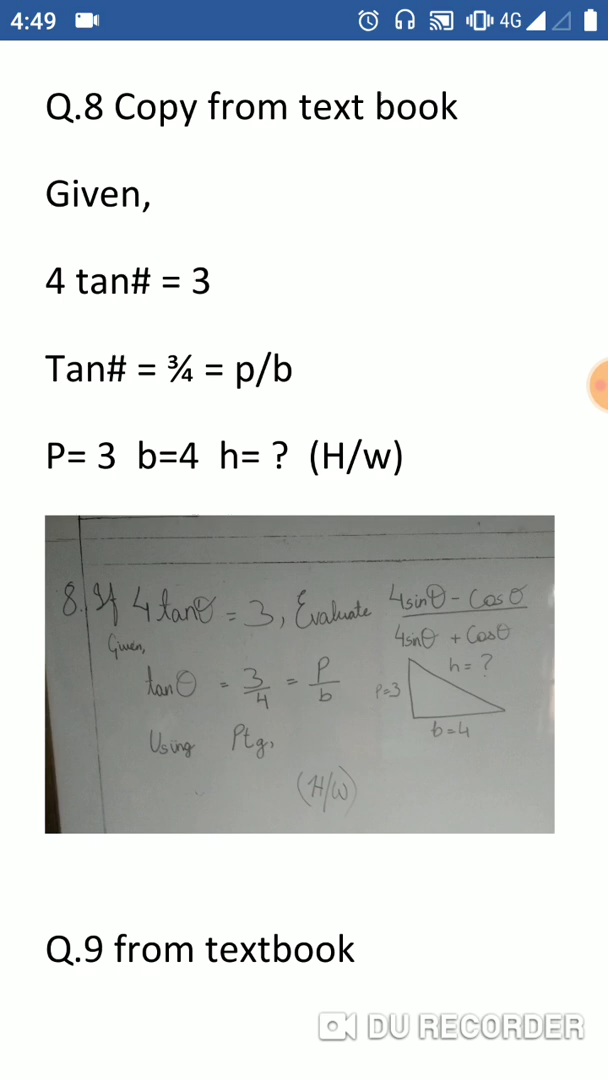 4:49 4G
Q.8 Copy from text book
Given,
4 tan# = 3
Tan# = ¾ = p/b
P= 3 b=4 h= ? (H/w)
8. If 4 tanθ = 3, Evaluate 4sinθ - Cosθ / 4sinθ + Cosθ
Given,
tanθ = 3/4 = P/b
P=3 h= ?
b=4
Using Ptg,
(H/W)
Q.9 from textbook
DU RECORDER